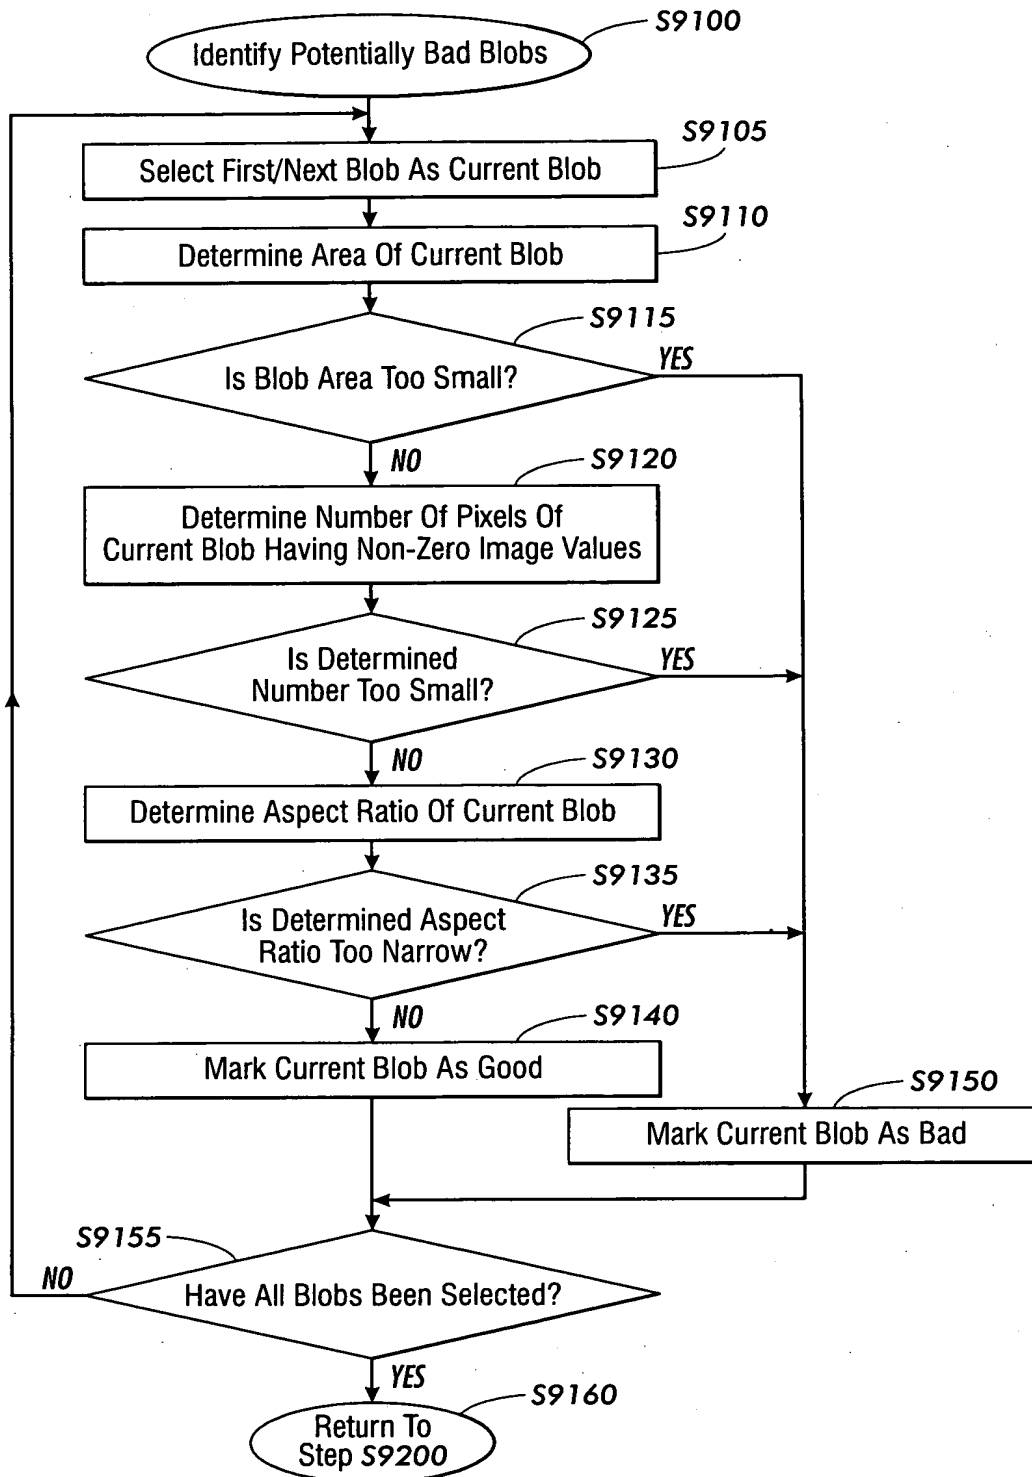 S9100
Identify Potentially Bad Blobs
S9105
Select First/Next Blob As Current Blob
S9110
Determine Area Of Current Blob
S9115
Is Blob Area Too Small?
YES
NO
S9120
Determine Number Of Pixels Of
Current Blob Having Non-Zero Image Values
S9125
Is Determined
Number Too Small?
YES
NO
S9130
Determine Aspect Ratio Of Current Blob
S9135
Is Determined Aspect
Ratio Too Narrow?
YES
NO
S9140
Mark Current Blob As Good
S9150
Mark Current Blob As Bad
S9155
NO
Have All Blobs Been Selected?
YES
S9160
Return To
Step S9200